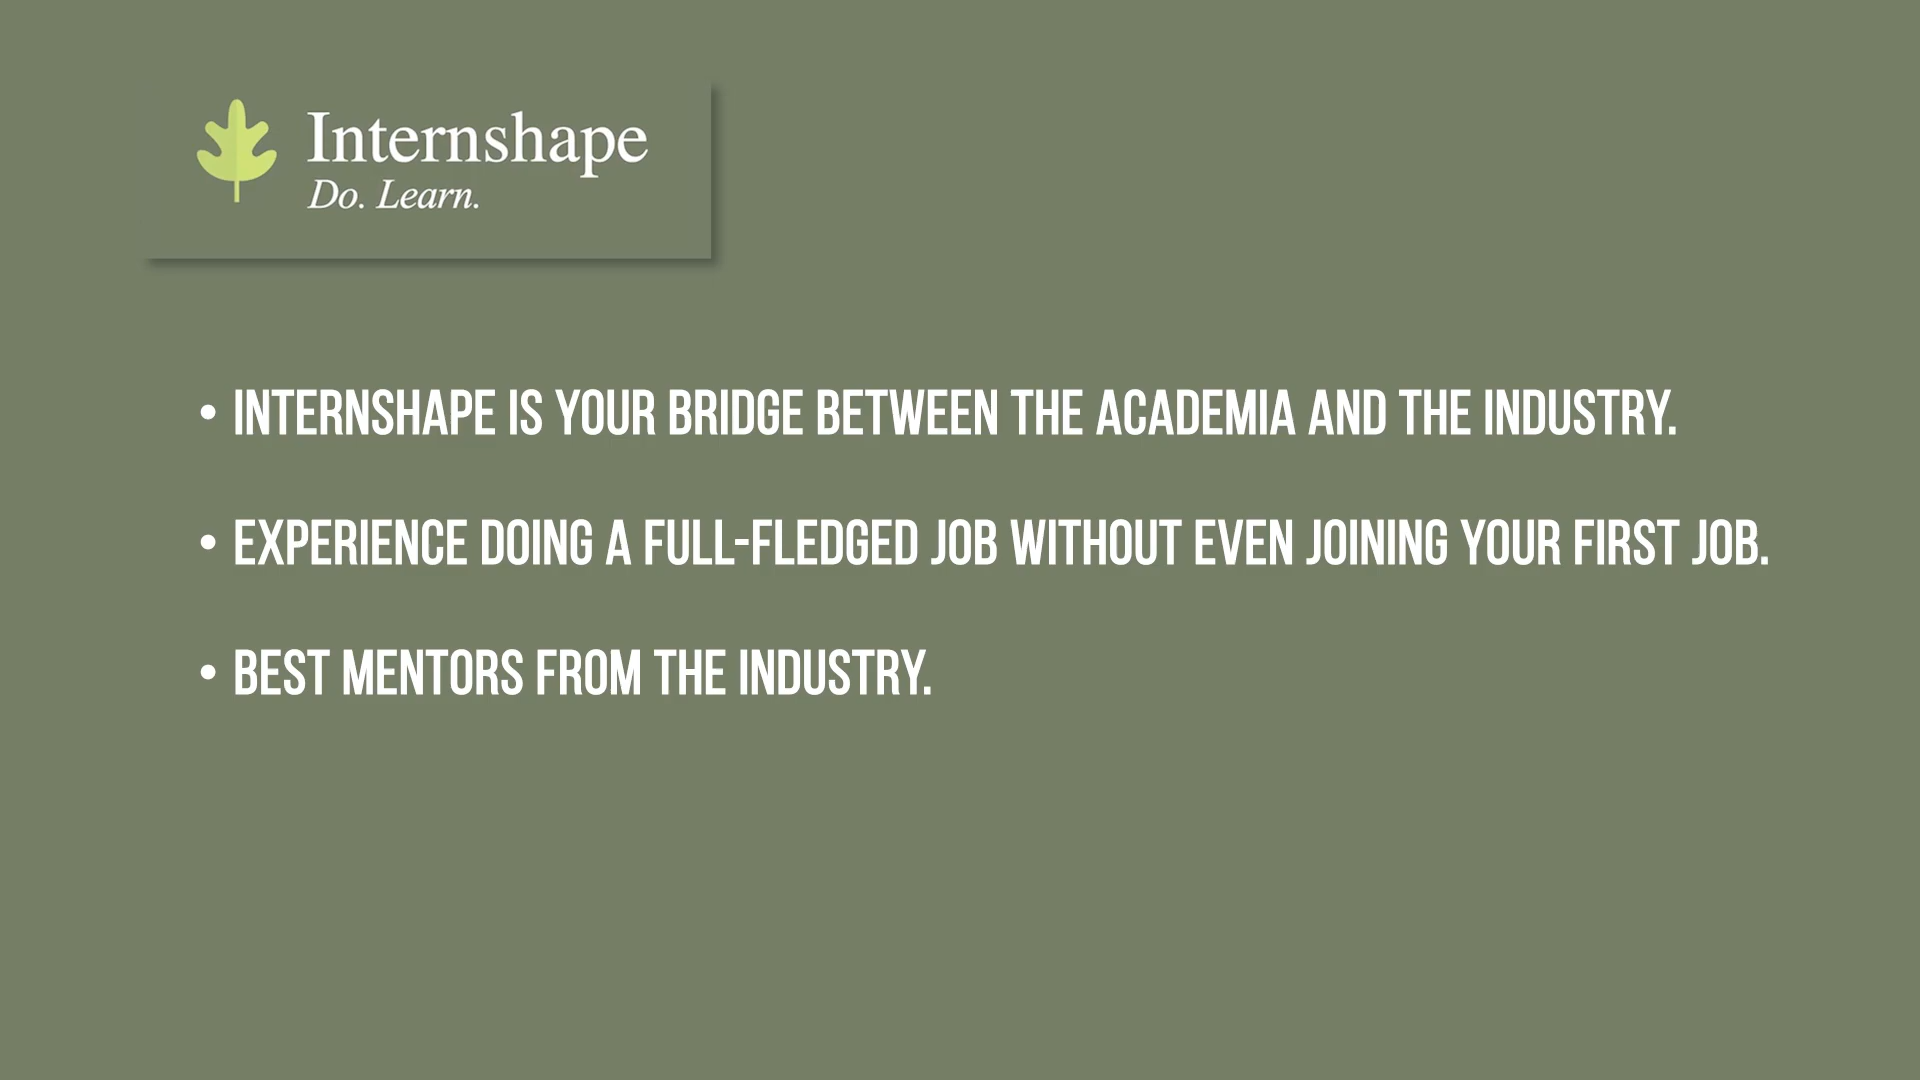 Internshape
Do. Learn.
• INTERNSHAPE IS YOUR BRIDGE BETWEEN THE ACADEMIA AND THE INDUSTRY.
• EXPERIENCE DOING A FULL-FLEDGED JOB WITHOUT EVEN JOINING YOUR FIRST JOB.
• BEST MENTORS FROM THE INDUSTRY.